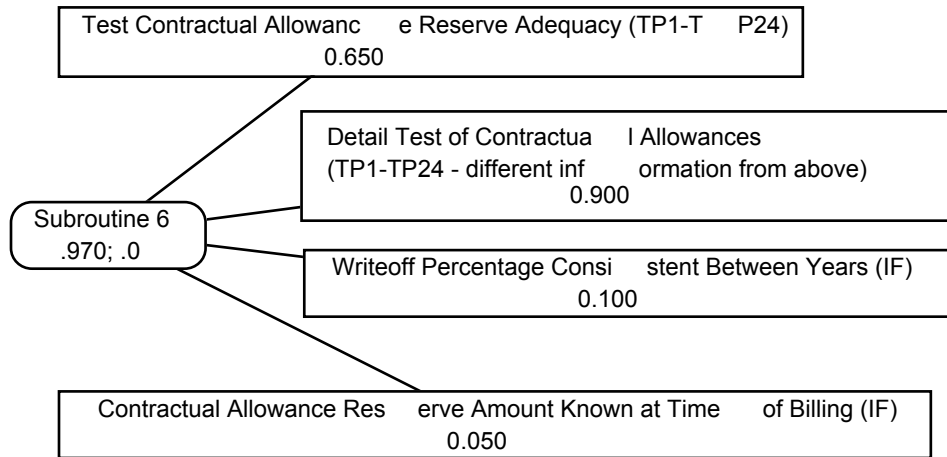 Test Contractual Allowanc e Reserve Adequacy (TP1-T P24)
0.650
Detail Test of Contractua l Allowances
(TP1-TP24 - different inf ormation from above)
0.900
Subroutine 6
.970; .0
Writeoff Percentage Consi stent Between Years (IF)
0.100
Contractual Allowance Res erve Amount Known at Time of Billing (IF)
0.050